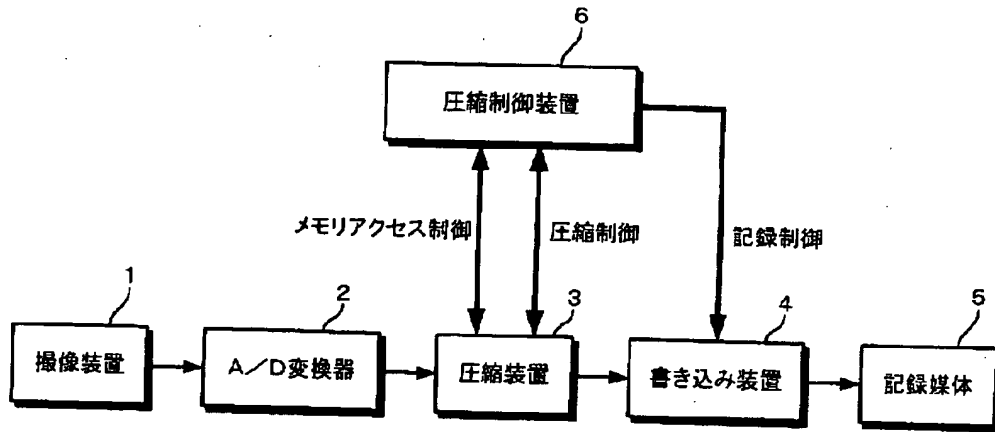 6
圧縮制御装置
メモリアクセス制御
圧縮制御
記録制御
1
2
3
4
5
撮像装置
A/D変換器
圧縮装置
書き込み装置
記録媒体